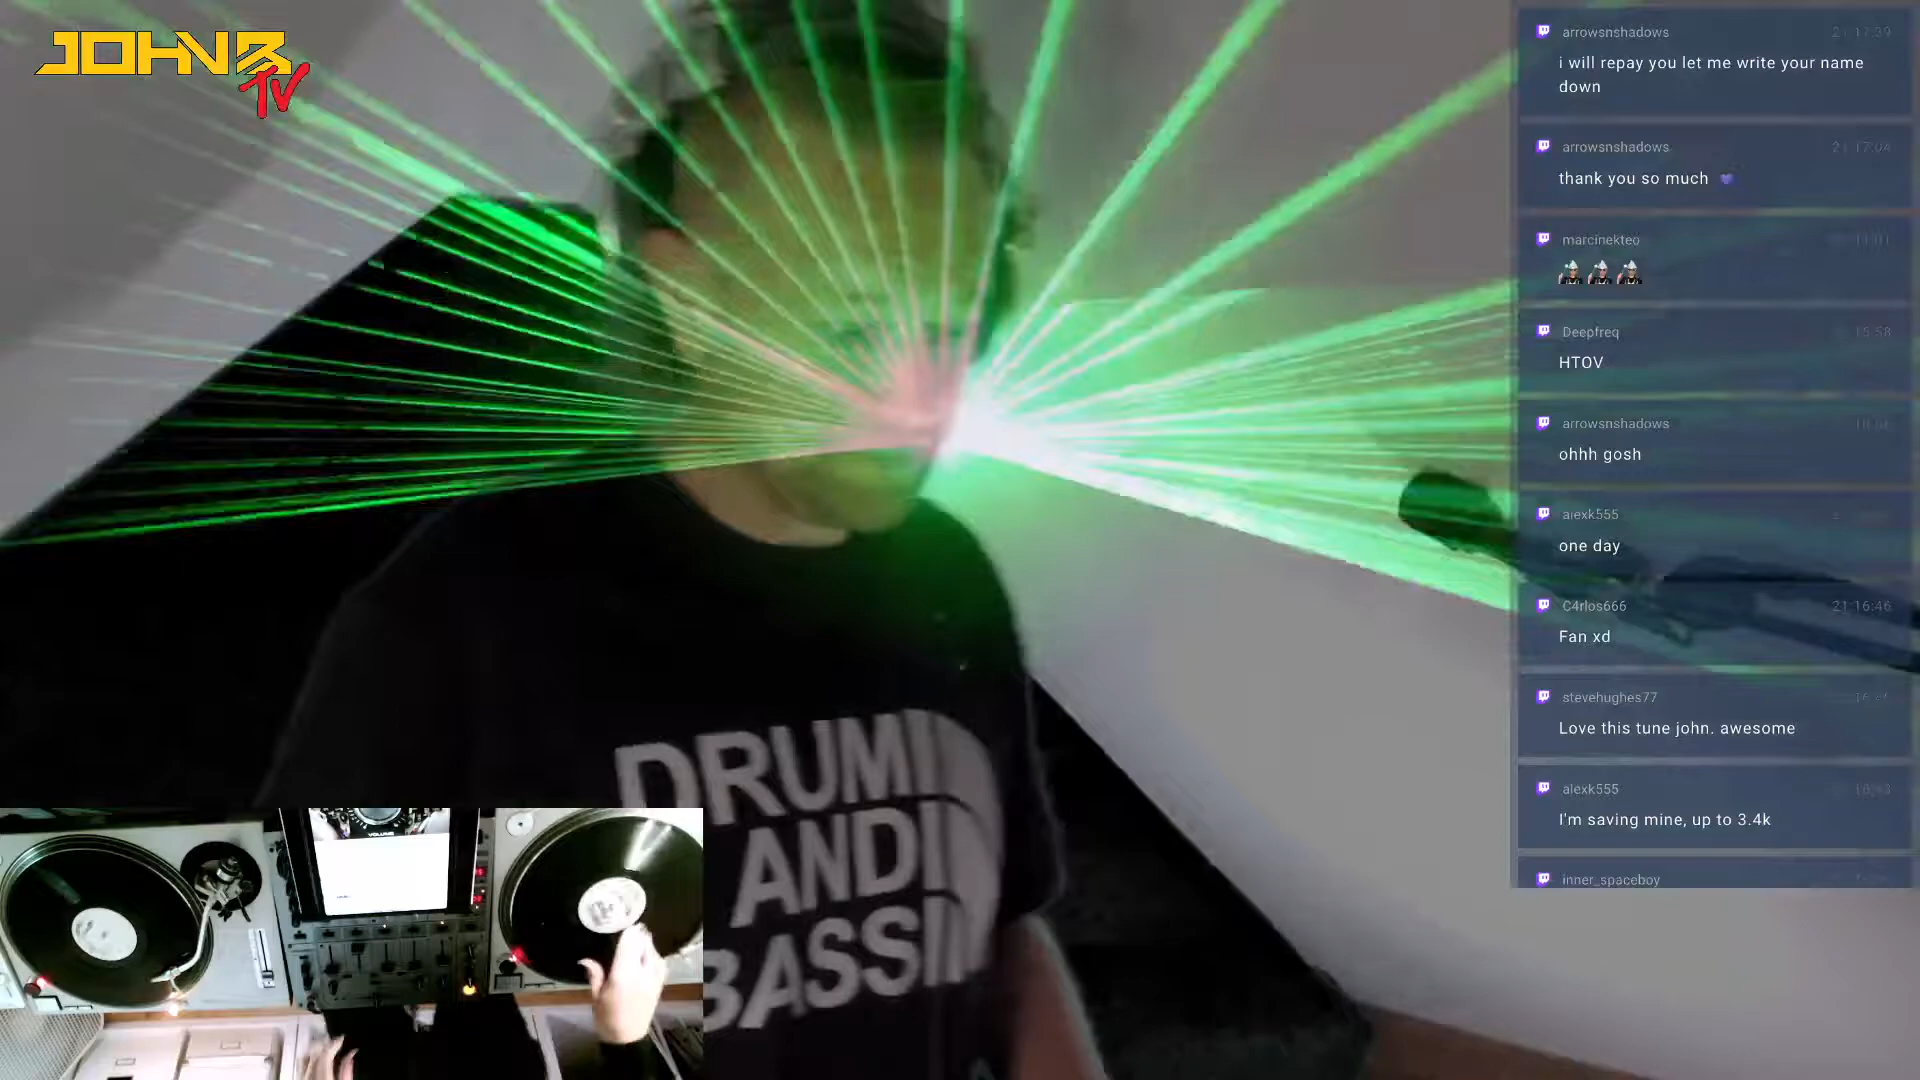 JOHN B
TV
arrowsnshadows
i will repay you let me write your name
down
arrowsnshadows
thank you so much
marcinekteo
Deepfreq
HTOV
arrowsnshadows
ohhh gosh
alexk555
one day
C4rlos666 21:16:46
Fan xd
stevehughes77
Love this tune john. awesome
alexk555
I'm saving mine, up to 3.4k
inner_spaceboy
DRUM
AND
BASS
VOLUME